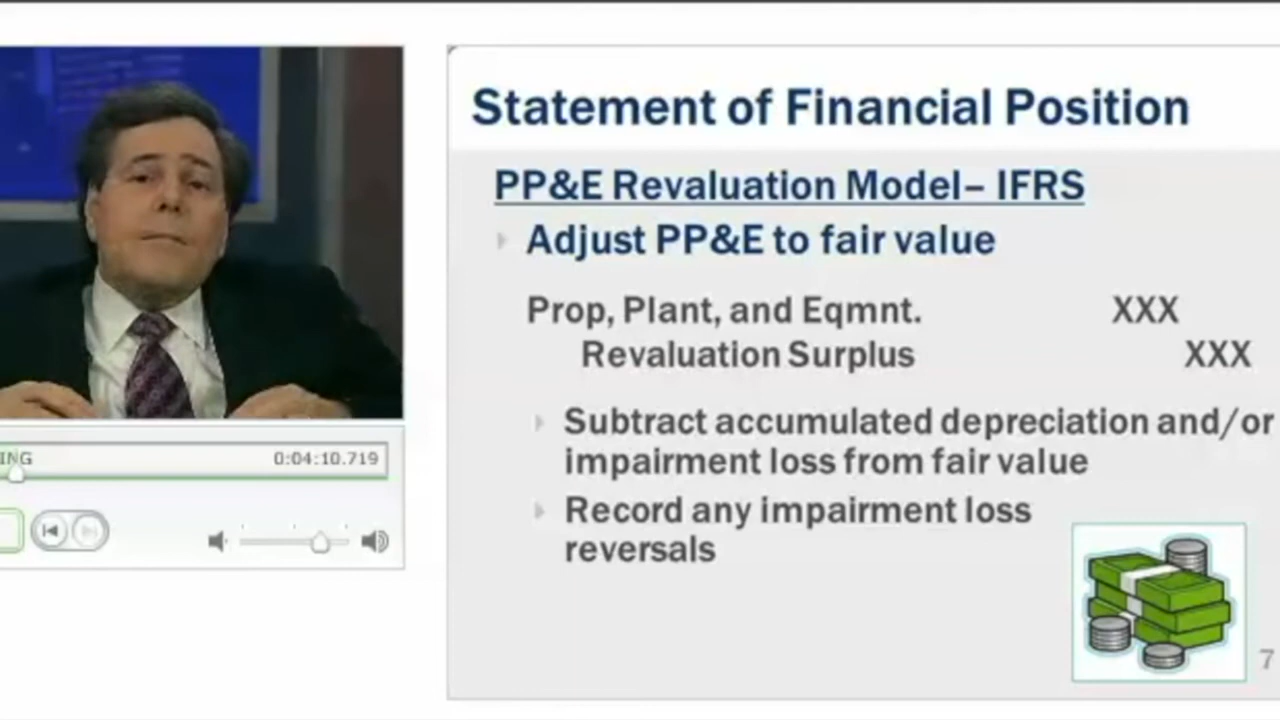 Statement of Financial Position
PP&E Revaluation Model– IFRS
Adjust PP&E to fair value
Prop, Plant, and Eqmnt. XXX
Revaluation Surplus XXX
Subtract accumulated depreciation and/or
impairment loss from fair value
Record any impairment loss
reversals
7
ING 0:04:10.719